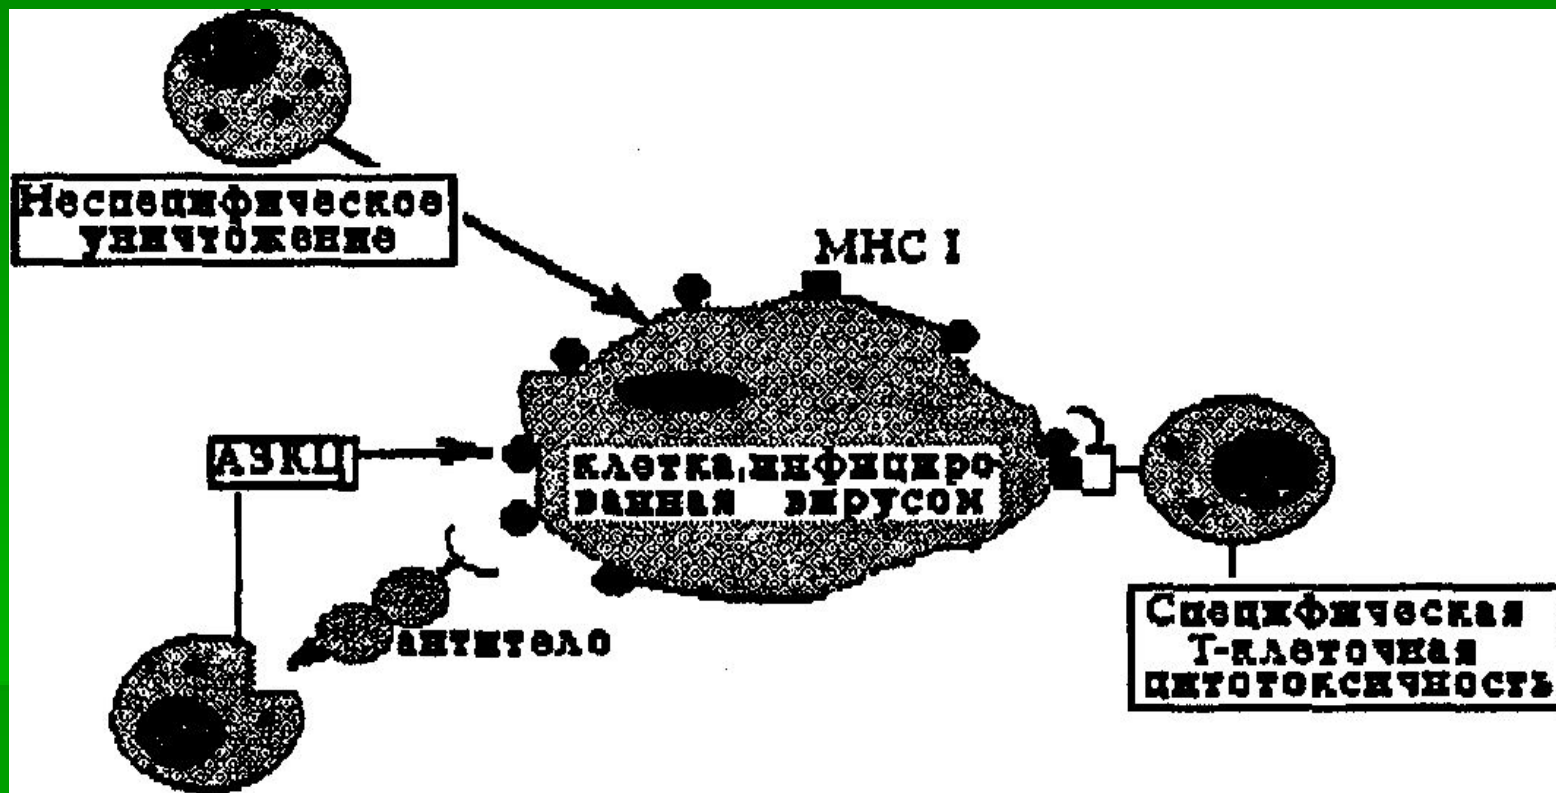 Неспецифическое
уничтожение
МНС I
АЗКЦ
клетка, инфициро-
ванная вирусом
антитело
Специфическая
Т-клеточная
цитотоксичность